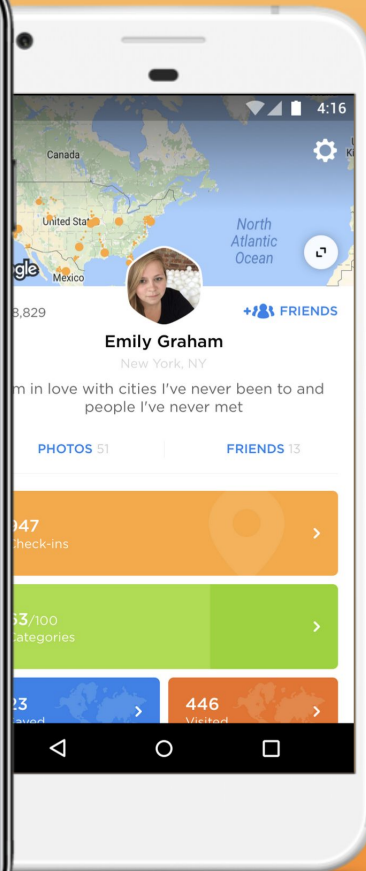 4:16
Canada
United Stat
North
Atlantic
Ocean
Mexico
8,829
+ FRIENDS
Emily Graham
New York, NY
m in love with cities I've never been to and
people I've never met
PHOTOS 51
FRIENDS 13
947
Check-ins
63/100
Categories
23
446
Visited